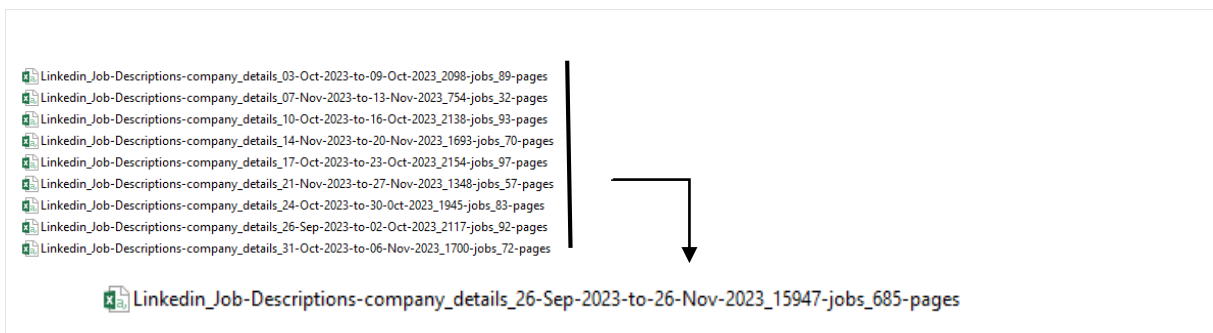 Linkedin_Job-Descriptions-company_details_03-Oct-2023-to-09-Oct-2023_2098-jobs_89-pages
Linkedin_Job-Descriptions-company_details_07-Nov-2023-to-13-Nov-2023_754-jobs_32-pages
Linkedin_Job-Descriptions-company_details_10-Oct-2023-to-16-Oct-2023_2138-jobs_93-pages
Linkedin_Job-Descriptions-company_details_14-Nov-2023-to-20-Nov-2023_1693-jobs_70-pages
Linkedin_Job-Descriptions-company_details_17-Oct-2023-to-23-Oct-2023_2154-jobs_97-pages
Linkedin_Job-Descriptions-company_details_21-Nov-2023-to-27-Nov-2023_1348-jobs_57-pages
Linkedin_Job-Descriptions-company_details_24-Oct-2023-to-30-0ct-2023_1945-jobs_83-pages
Linkedin_Job-Descriptions-company_details_26-Sep-2023-to-02-Oct-2023_2117-jobs_92-pages
Linkedin_Job-Descriptions-company_details_31-Oct-2023-to-06-Nov-2023_1700-jobs_72-pages
Linkedin_Job-Descriptions-company_details_26-Sep-2023-to-26-Nov-2023_15947-jobs_685-pages